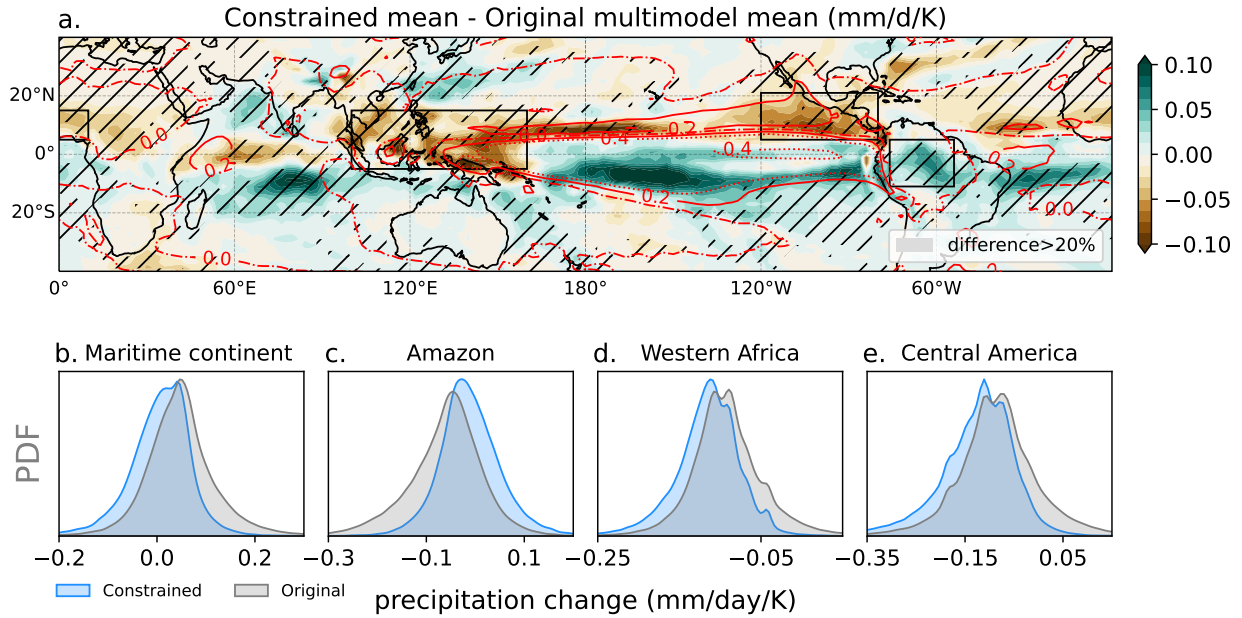 a. Constrained mean - Original multimodel mean (mm/d/K)
20°N
0°
20°S
0.0
0.2
0.0
0.2
0.4
0.4
0.2
0.2
0.0
difference>20%
0°
60°E
120°E
180°
120°W
60°W
0.10
0.05
0.00
−0.05
−0.10
b. Maritime continent
c. Amazon
d. Western Africa
e. Central America
PDF
−0.2
0.0
0.2
−0.3
−0.1
0.1
−0.25
−0.05
−0.35
−0.15
0.05
Constrained
Original
precipitation change (mm/day/K)